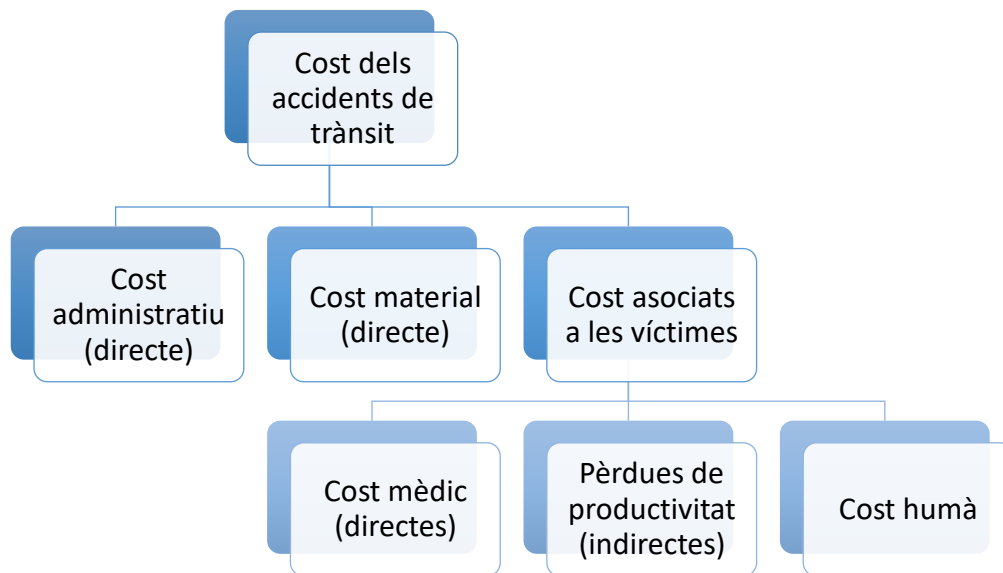 Cost dels
accidents de
trànsit
Cost
administratiu
(directe)
Cost material
(directe)
Cost asociats
a les víctimes
Cost mèdic
(directes)
Pèrdues de
productivitat
(indirectes)
Cost humà